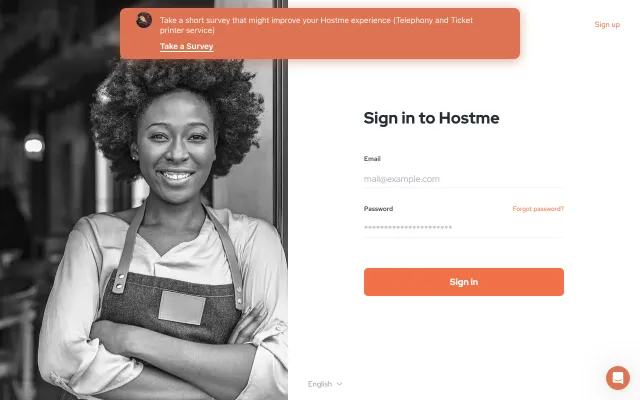 Take a short survey that might improve your Hostme experience (Telephony and Ticket
printer service)
Take a Survey
Sign up
Sign in to Hostme
Email
mail@example.com
Password
Forgot password?
**********************
Sign in
English